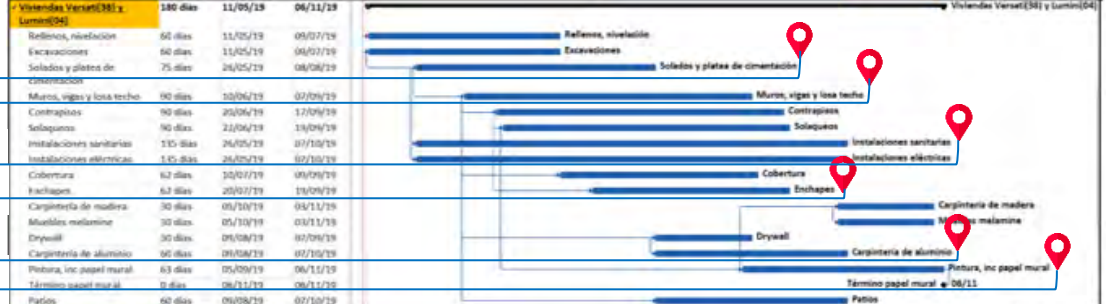 Viviendas Versati(38) y 180 días 11/05/19 06/11/19 Viviendas Versati(38) y Lumini(04)
Lumini(04)
Rellenos, nivelación 60 días 11/05/19 09/07/19 Rellenos, nivelación
Excavaciones 60 días 11/05/19 09/07/19 Excavaciones
Solados y platea de 75 días 26/05/19 08/08/19 Solados y platea de cimentación
cimentación
Muros, vigas y losa techo 90 días 10/06/19 07/09/19 Muros, vigas y losa techo
Contrapisos 90 días 20/06/19 17/09/19 Contrapisos
Solaqueos 90 días 22/06/19 19/09/19 Solaqueos
Instalaciones sanitarias 135 días 26/05/19 07/10/19 Instalaciones sanitarias
Instalaciones eléctricas 135 días 26/05/19 07/10/19 Instalaciones eléctricas
Cobertura 62 días 10/07/19 09/09/19 Cobertura
Enchapes 62 días 20/07/19 19/09/19 Enchapes
Carpintería de madera 30 días 05/10/19 03/11/19 Carpintería de madera
Muebles melamine 30 días 05/10/19 03/11/19 Muebles melamine
Drywall 30 días 09/08/19 07/09/19 Drywall
Carpintería de aluminio 60 días 09/08/19 07/10/19 Carpintería de aluminio
Pintura, inc papel mural 63 días 05/09/19 06/11/19 Pintura, inc papel mural
Término papel mural 0 días 06/11/19 06/11/19 Término papel mural 06/11
Patios 60 días 09/08/19 07/10/19 Patios